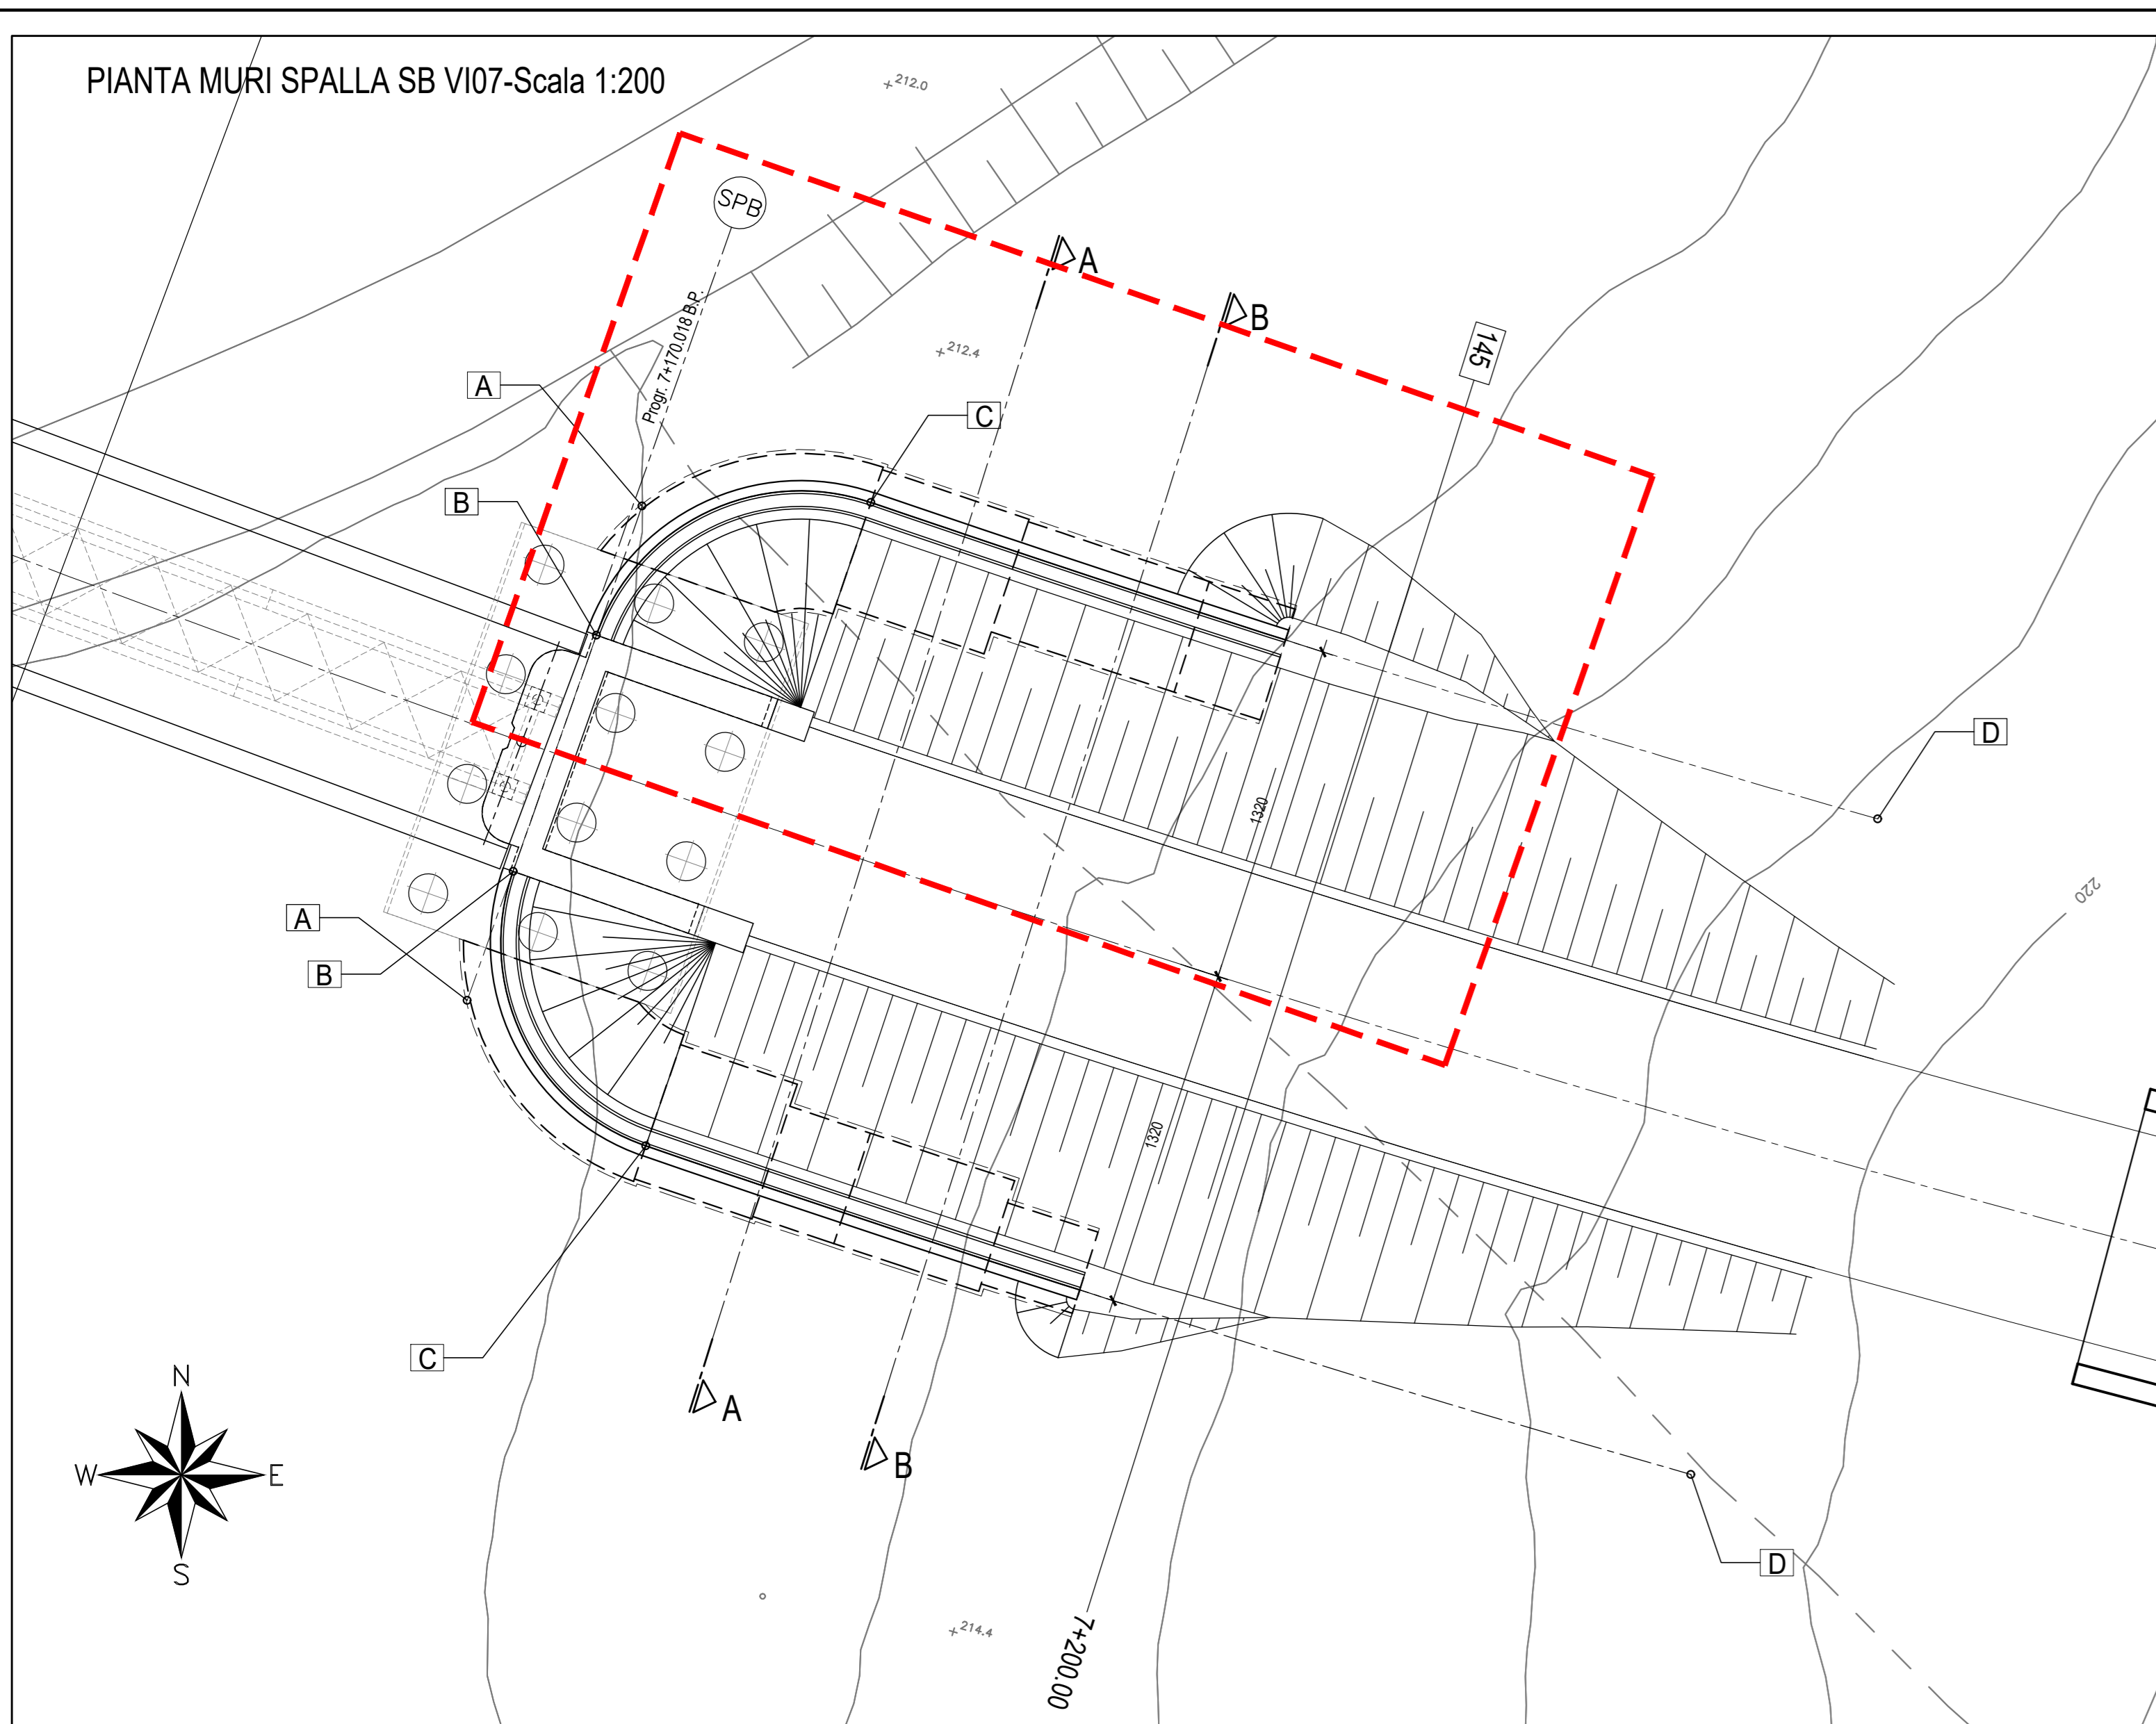 PIANTA MURI SPALLA SB VI07-Scala 1:200
212.0
SPB
A
B
Progr. 7+170.018 B.P.
212.4
145
A
C
B
D
1320
220
A
B
1320
C
A
B
D
N
W E
S
214.4
7+200.00